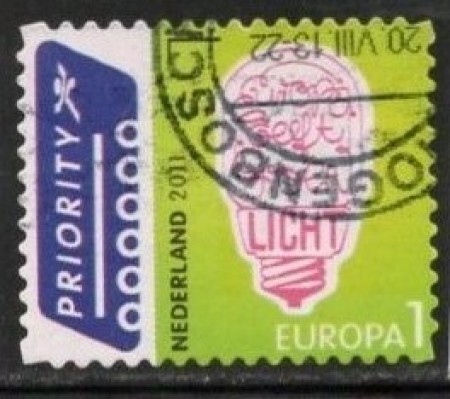 PRIORITY
NEDERLAND 2011
LICHT
EUROPA 1
20.VIII.13-22
OGENBOSCH